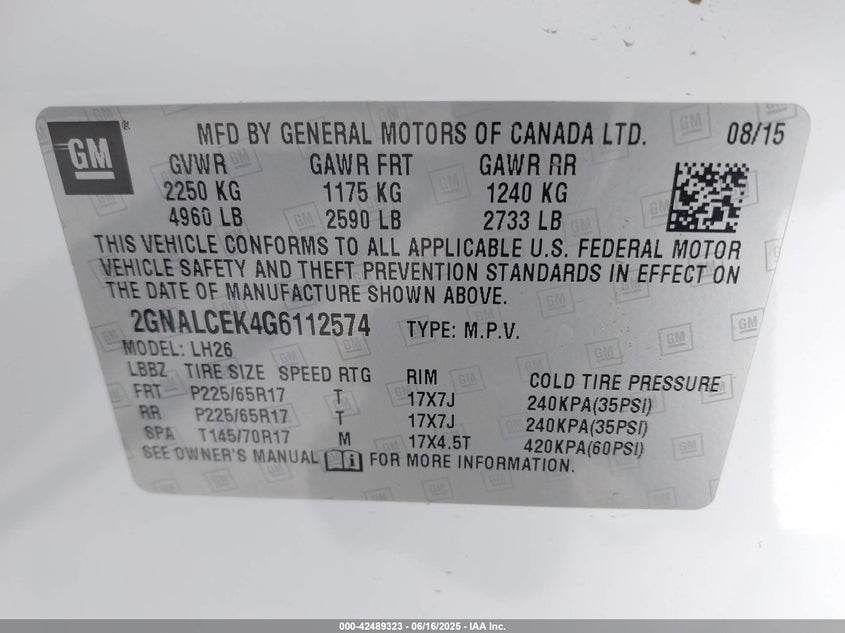 GM
MFD BY GENERAL MOTORS OF CANADA LTD. 08/15
GVWR GAWR FRT GAWR RR
2250 KG 1175 KG 1240 KG
4960 LB 2590 LB 2733 LB
THIS VEHICLE CONFORMS TO ALL APPLICABLE U.S. FEDERAL MOTOR
VEHICLE SAFETY AND THEFT PREVENTION STANDARDS IN EFFECT ON
THE DATE OF MANUFACTURE SHOWN ABOVE.
2GNALCEK4G6112574 TYPE: M.P.V.
MODEL: LH26
LBBZ TIRE SIZE SPEED RTG RIM COLD TIRE PRESSURE
FRT P225/65R17 T 17X7J 240KPA(35PSI)
RR P225/65R17 T 17X7J 240KPA(35PSI)
SPA T145/70R17 M 17X4.5T 420KPA(60PSI)
SEE OWNER'S MANUAL FOR MORE INFORMATION.
000-42489323 - 06/16/2025 - IAA Inc.